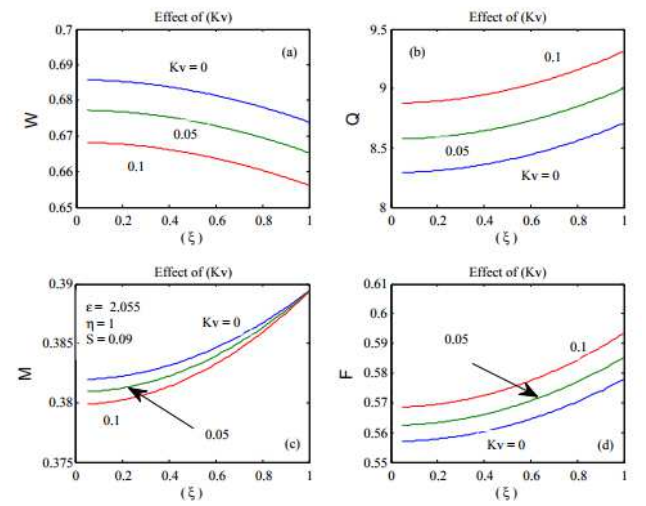 Effect of (Kv)
0.7
0.69
0.68
0.67
0.66
0.65
W
(a)
Kv = 0
0.05
0.1
0
0.2
0.4
0.6
0.8
1
( ξ )
Effect of (Kv)
9.5
9
8.5
8
Q
(b)
0.1
0.05
Kv = 0
0
0.2
0.4
0.6
0.8
1
( ξ )
Effect of (Kv)
0.39
0.385
0.38
0.375
M
ε = 2.055
η = 1
S = 0.09
Kv = 0
0.1
0.05
(c)
0
0.2
0.4
0.6
0.8
1
( ξ )
Effect of (Kv)
0.61
0.6
0.59
0.58
0.57
0.56
0.55
F
0.05
0.1
Kv = 0
(d)
0
0.2
0.4
0.6
0.8
1
( ξ )